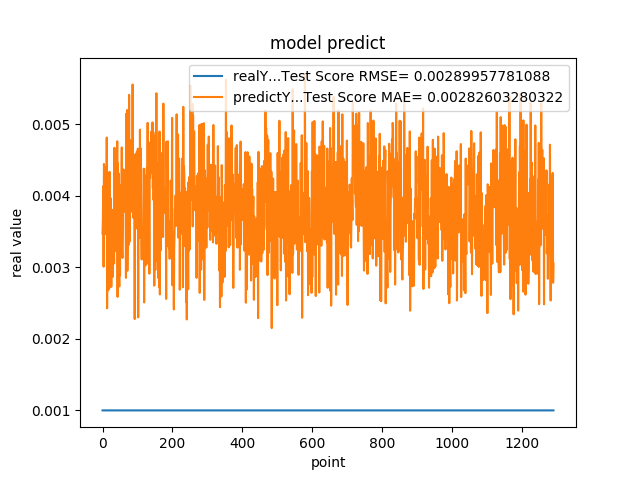 model predict
realY...Test Score RMSE= 0.00289957781088
predictY...Test Score MAE= 0.00282603280322
0.005
0.004
0.003
0.002
0.001
real value
0 200 400 600 800 1000 1200
point